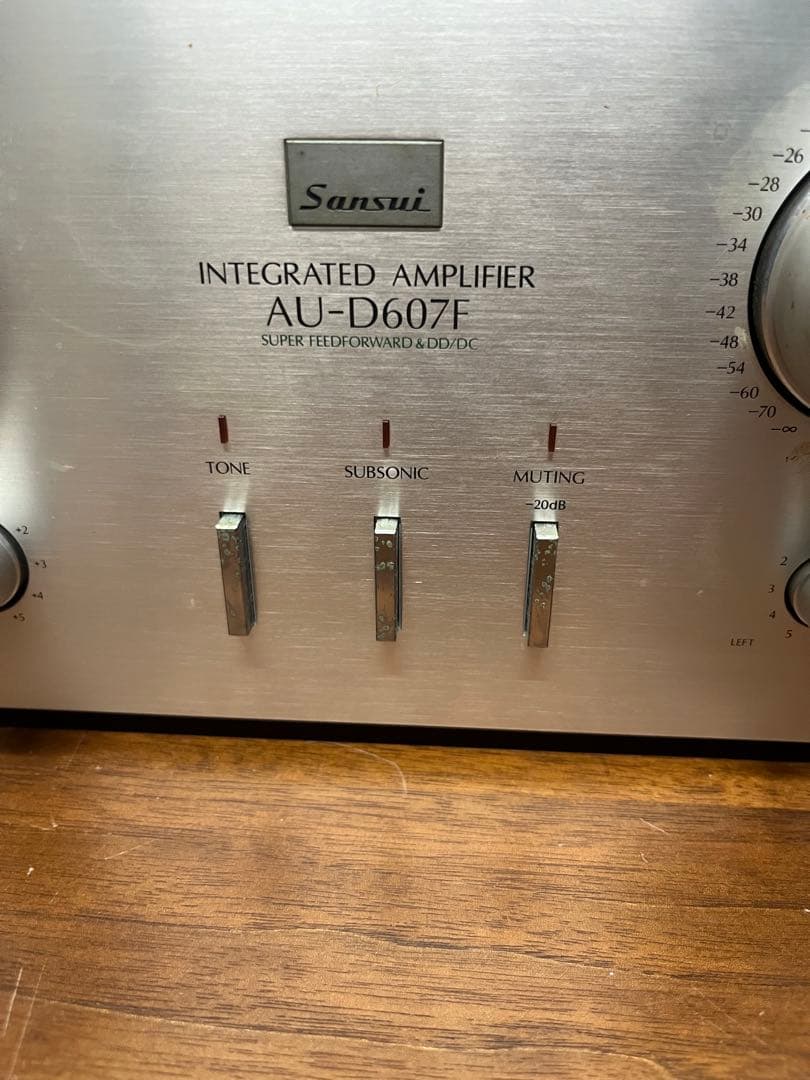 Sansui
INTEGRATED AMPLIFIER
AU-D607F
SUPER FEEDFORWARD & DD/DC
TONE
SUBSONIC
MUTING
-20dB
-26
-28
-30
-34
-38
-42
-48
-54
-60
-70
-∞
+2
+3
+4
+5
2
3
4
5
LEFT